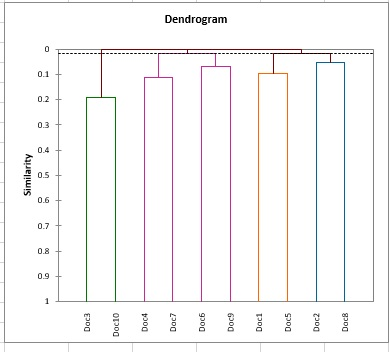 Dendrogram
0
0.1
0.2
0.3
0.4
0.5
0.6
0.7
0.8
0.9
1
Similarity
Doc3
Doc10
Doc4
Doc7
Doc6
Doc9
Doc1
Doc5
Doc2
Doc8